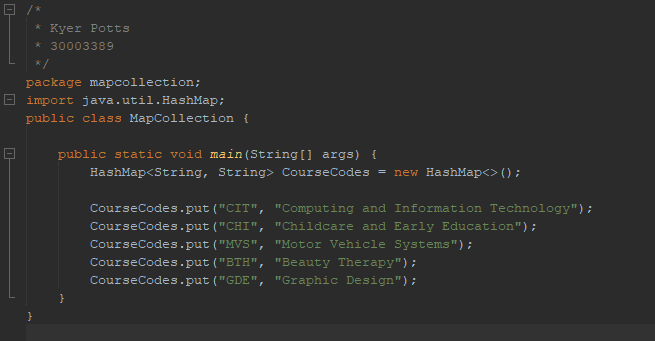 /*
 * Kyer Potts
 * 30003389
 */
package mapcollection;
import java.util.HashMap;
public class MapCollection {
    public static void main(String[] args) {
        HashMap<String, String> CourseCodes = new HashMap<>();
        CourseCodes.put("CIT", "Computing and Information Technology");
        CourseCodes.put("CHI", "Childcare and Early Education");
        CourseCodes.put("MVS", "Motor Vehicle Systems");
        CourseCodes.put("BTH", "Beauty Therapy");
        CourseCodes.put("GDE", "Graphic Design");
    }
}